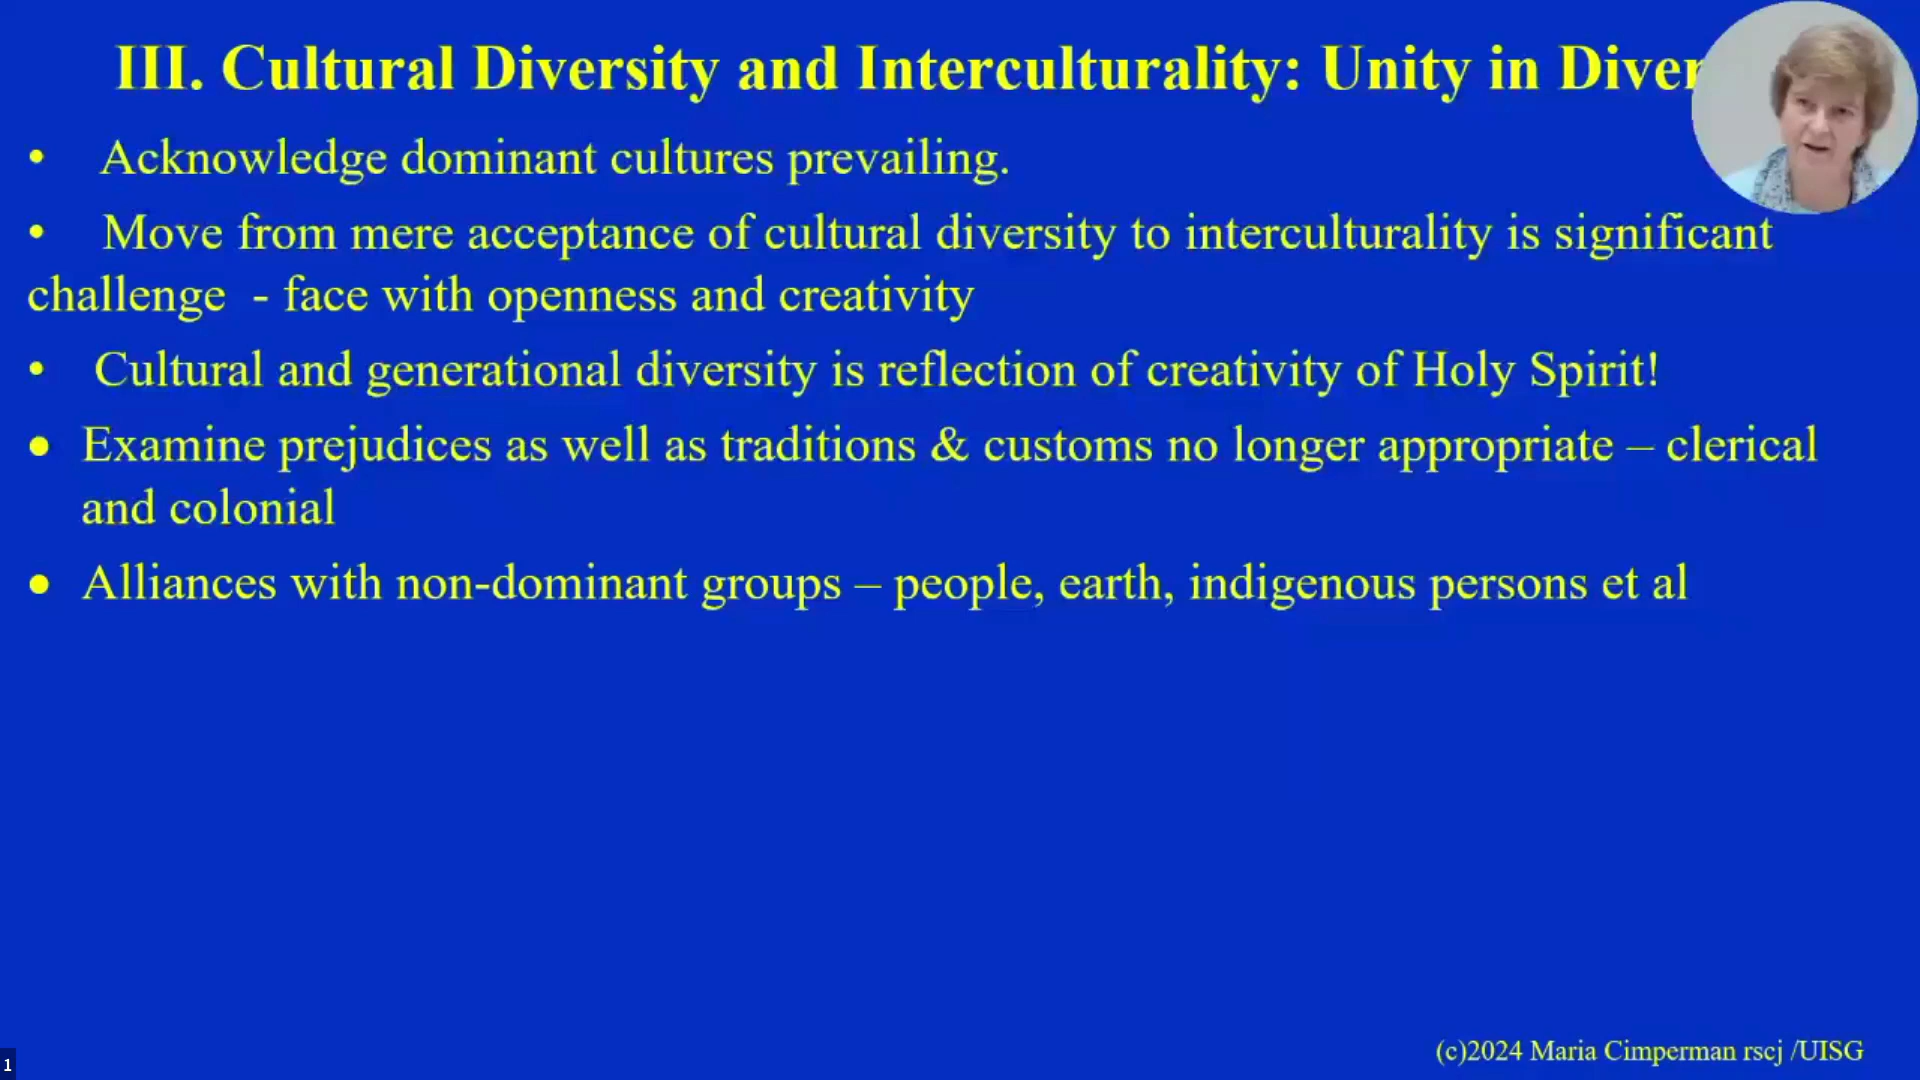 III. Cultural Diversity and Interculturality: Unity in Diver
• Acknowledge dominant cultures prevailing.
• Move from mere acceptance of cultural diversity to interculturality is significant
challenge - face with openness and creativity
• Cultural and generational diversity is reflection of creativity of Holy Spirit!
• Examine prejudices as well as traditions & customs no longer appropriate – clerical
and colonial
• Alliances with non-dominant groups – people, earth, indigenous persons et al
(c)2024 Maria Cimperman rscj /UISG
1